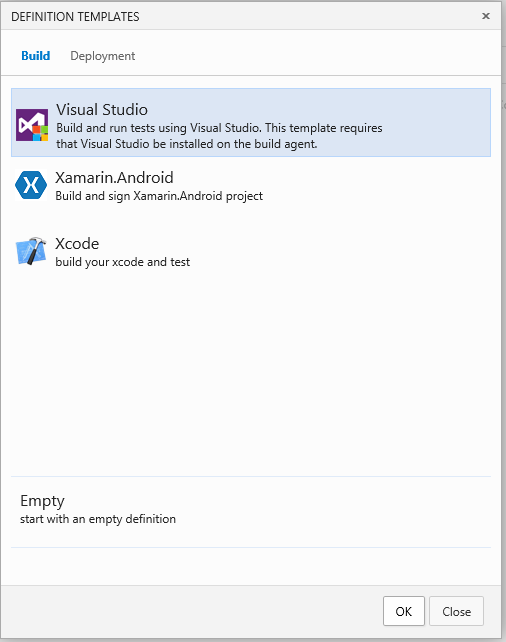 DEFINITION TEMPLATES
Build Deployment
Visual Studio
Build and run tests using Visual Studio. This template requires
that Visual Studio be installed on the build agent.
Xamarin.Android
Build and sign Xamarin.Android project
Xcode
build your xcode and test
Empty
start with an empty definition
OK Close